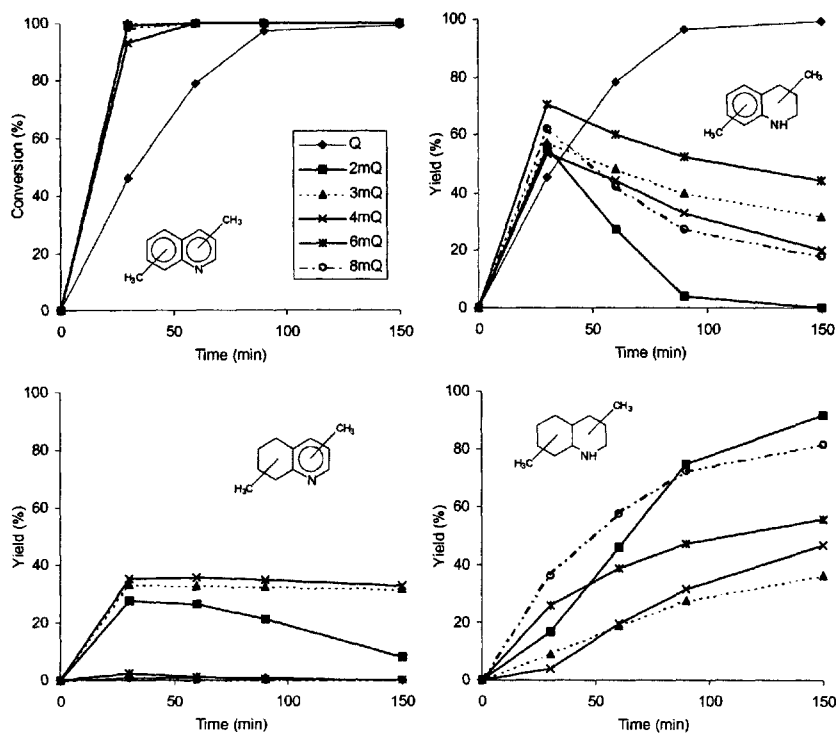 100
80
60
40
20
0
Conversion (%)
0
50
100
150
Time (min)
CH₃
H₃C
N
Q
2mQ
3mQ
4mQ
6mQ
8mQ
100
80
60
40
20
0
Yield (%)
0
50
100
150
Time (min)
CH₃
H₃C
NH
100
80
60
40
20
0
Yield (%)
0
50
100
150
Time (min)
CH₃
H₃C
N
100
80
60
40
20
0
Yield (%)
0
50
100
150
Time (min)
CH₃
H₃C
NH